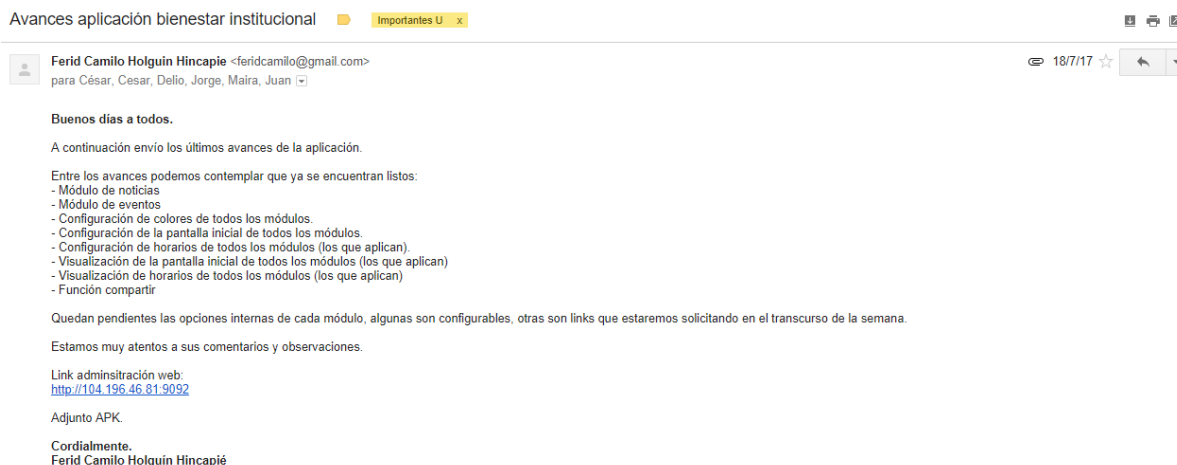 Avances aplicación bienestar institucional Importantes U x
Ferid Camilo Holguin Hincapie <feridcamilo@gmail.com> 18/7/17
para César, Cesar, Delio, Jorge, Maira, Juan
Buenos días a todos.
A continuación envío los últimos avances de la aplicación.
Entre los avances podemos contemplar que ya se encuentran listos:
- Módulo de noticias
- Módulo de eventos
- Configuración de colores de todos los módulos.
- Configuración de la pantalla inicial de todos los módulos.
- Configuración de horarios de todos los módulos (los que aplican).
- Visualización de la pantalla inicial de todos los módulos (los que aplican)
- Visualización de horarios de todos los módulos (los que aplican)
- Función compartir
Quedan pendientes las opciones internas de cada módulo, algunas son configurables, otras son links que estaremos solicitando en el transcurso de la semana.
Estamos muy atentos a sus comentarios y observaciones.
Link adminsitración web:
http://104.196.46.81:9092
Adjunto APK.
Cordialmente.
Ferid Camilo Holguín Hincapié